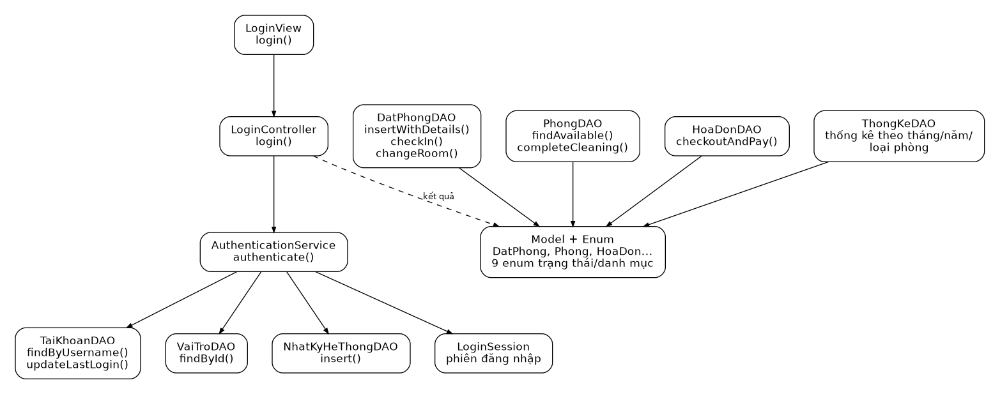 LoginView
login()
LoginController
login()
DatPhongDAO
insertWithDetails()
checkIn()
changeRoom()
PhongDAO
findAvailable()
completeCleaning()
HoaDonDAO
checkoutAndPay()
ThongKeDAO
thống kê theo tháng/năm/
loại phòng
kết quả
AuthenticationService
authenticate()
Model + Enum
DatPhong, Phong, HoaDon...
9 enum trạng thái/danh mục
TaiKhoanDAO
findByUsername()
updateLastLogin()
VaiTroDAO
findById()
NhatKyHeThongDAO
insert()
LoginSession
phiên đăng nhập